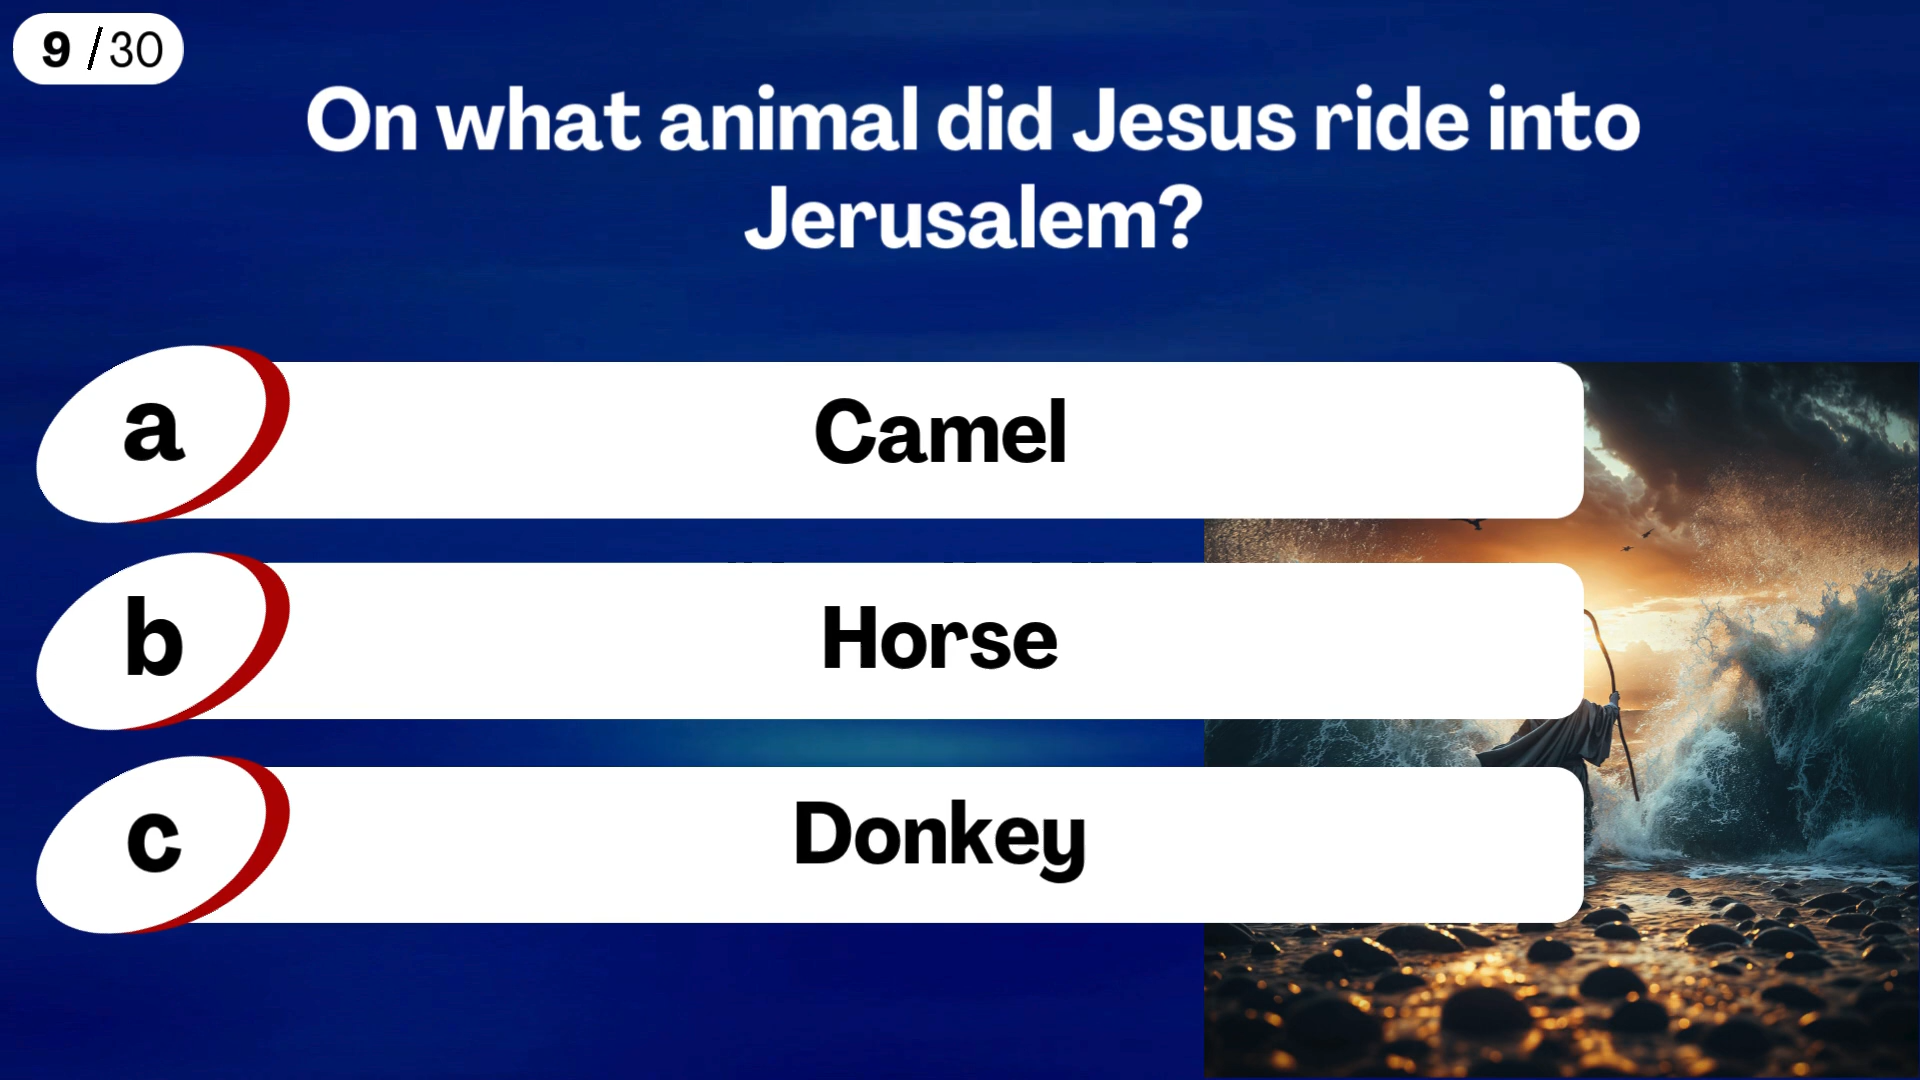 9 /30
On what animal did Jesus ride into
Jerusalem?
a
Camel
b
Horse
c
Donkey